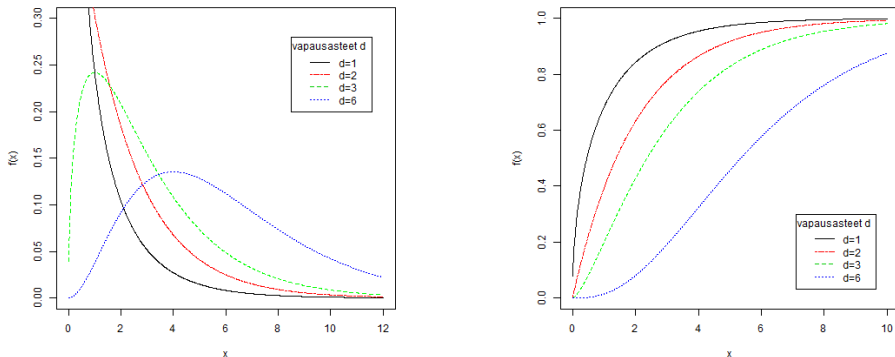 0.30
0.25
0.20
0.15
0.10
0.05
0.00
f(x)
vapausasteet d
d=1
d=2
d=3
d=6
0 2 4 6 8 10 12
x
1.0
0.8
0.6
0.4
0.2
0.0
f(x)
vapausasteet d
d=1
d=2
d=3
d=6
0 2 4 6 8 10
x